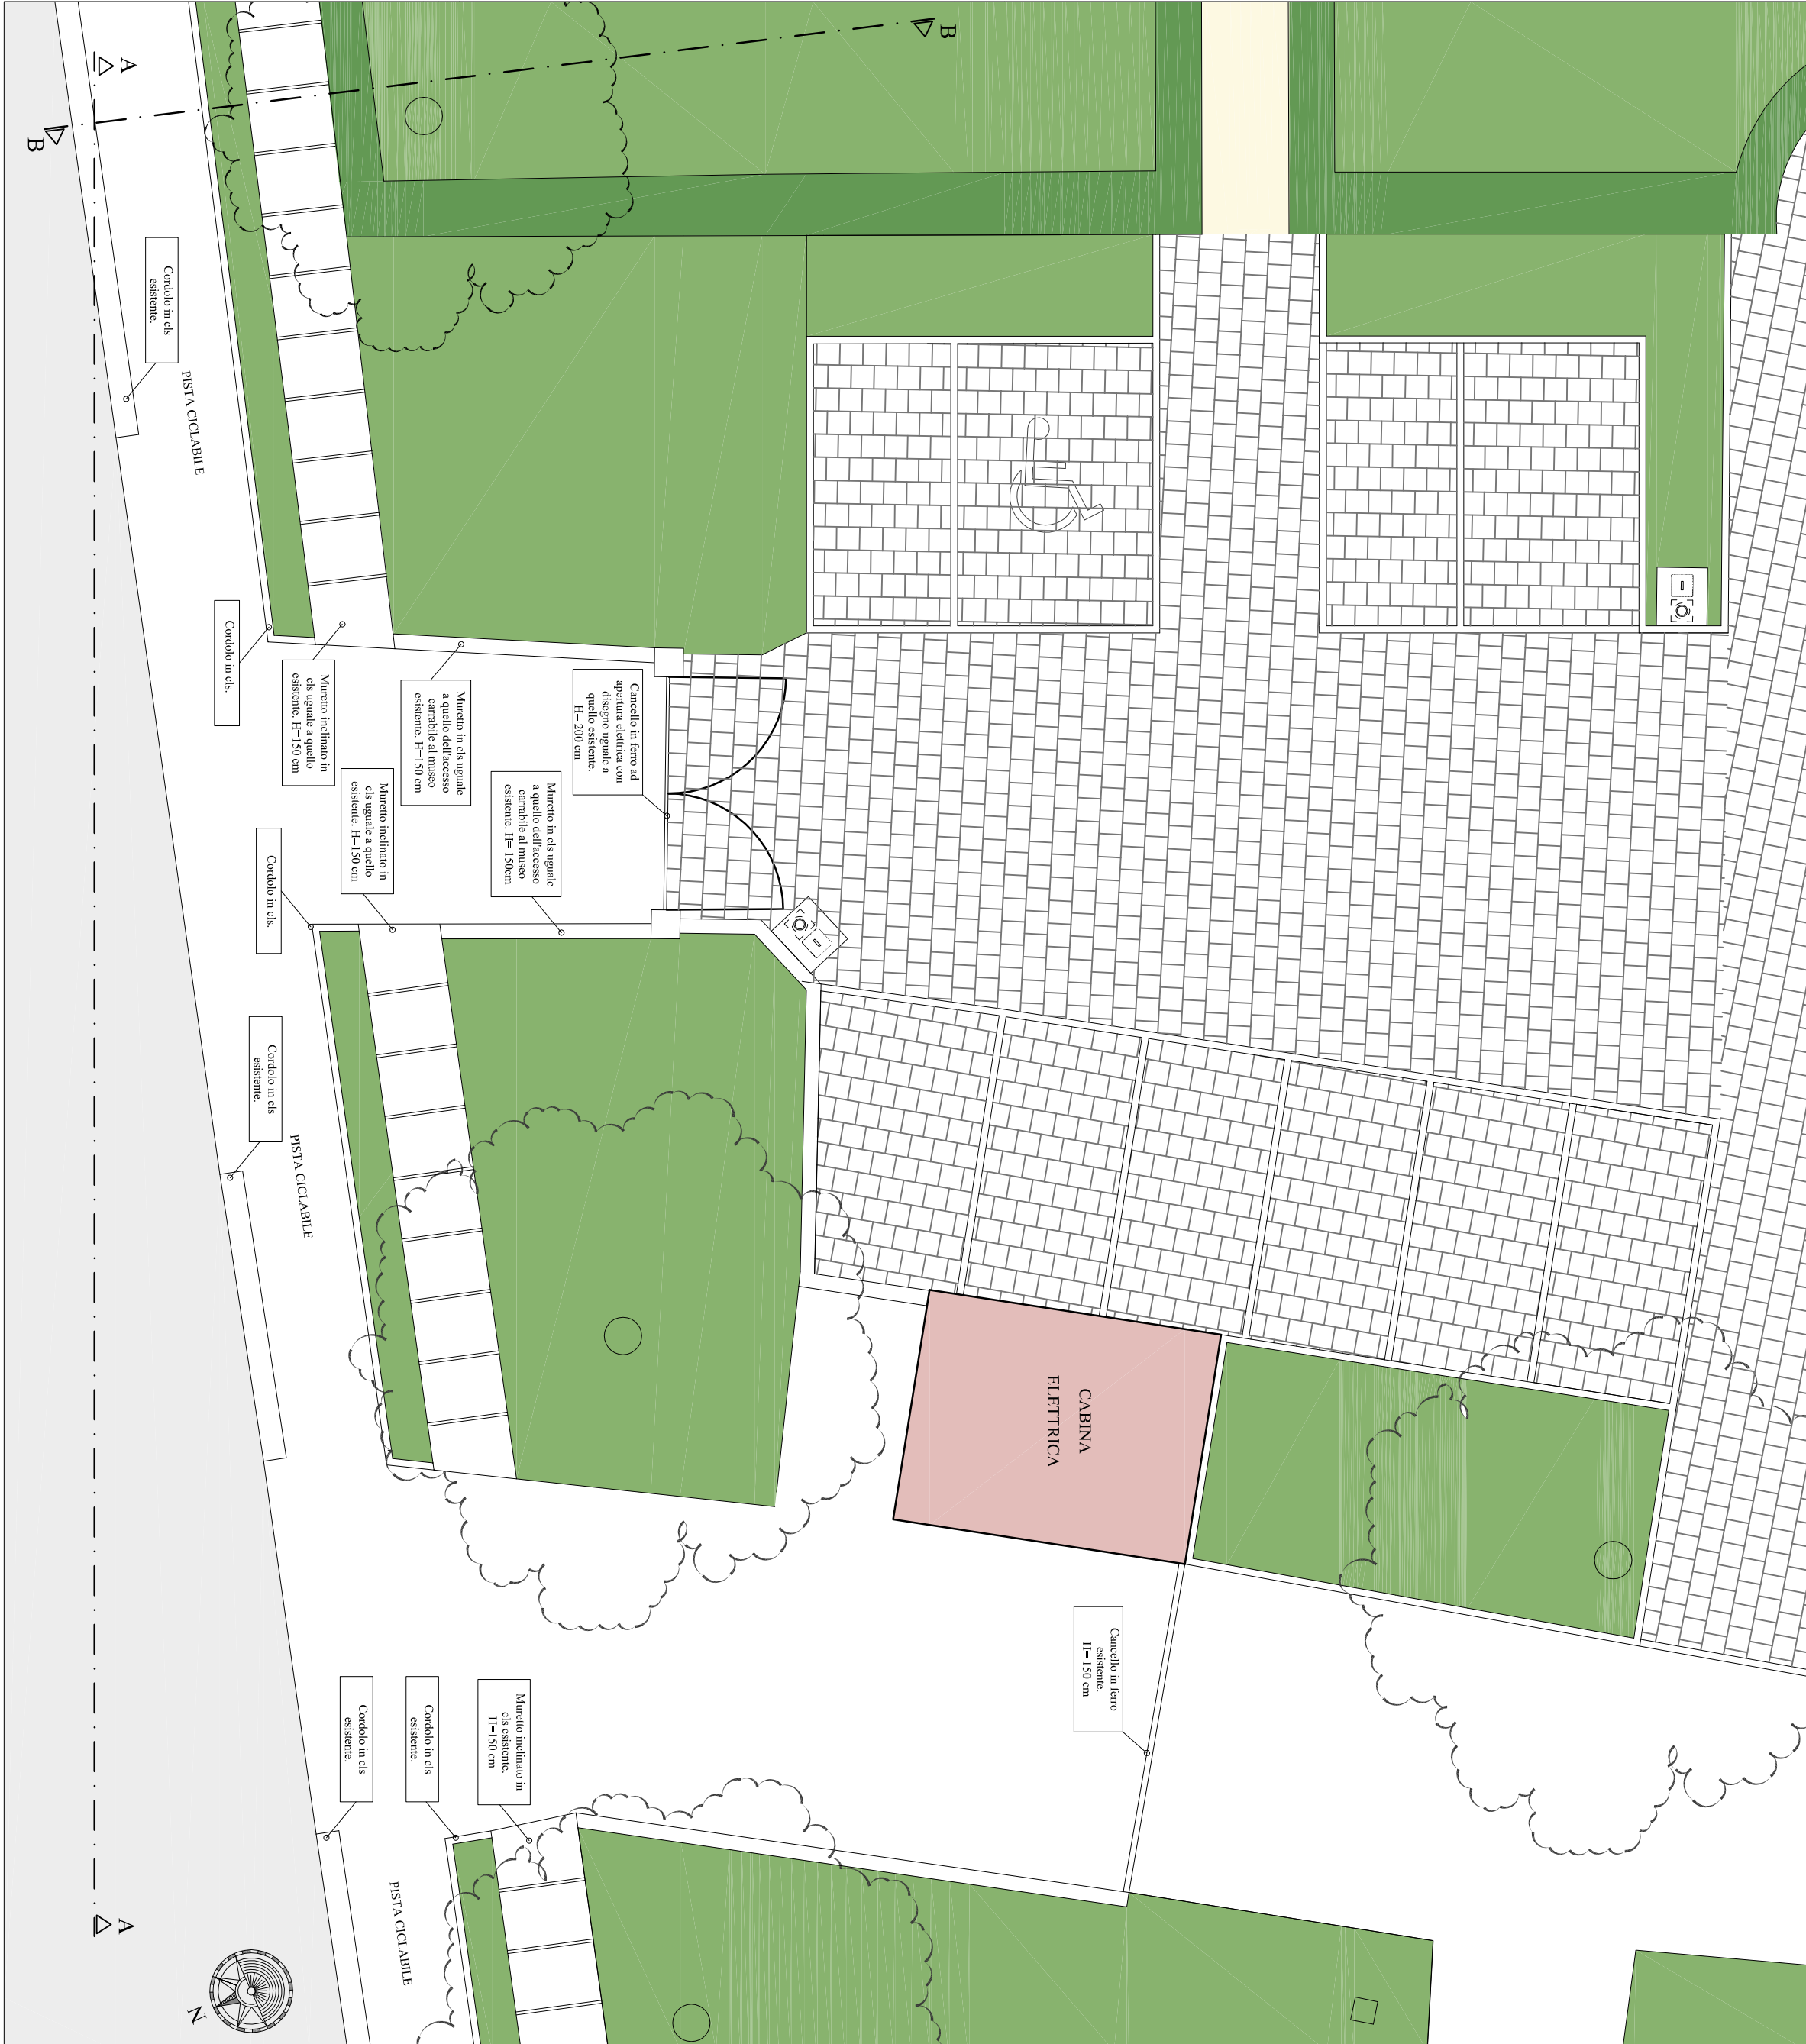 A
B
B
Cordolo in cls
esistente.
PISTA CICLABILE
Cordolo in cls.
Muretto inclinato in
cls uguale a quello
esistente. H=150 cm
Muretto in cls uguale
a quello dell'accesso
carrabile al museo
esistente. H=150 cm
Cancello in ferro ad
apertura elettrica con
disegno uguale a
quello esistente.
H= 200 cm
Muretto inclinato in
cls uguale a quello
esistente. H=150 cm
Muretto in cls uguale
a quello dell'accesso
carrabile al museo
esistente. H= 150cm
Cordolo in cls.
Cordolo in cls
esistente.
PISTA CICLABILE
CABINA
ELETTRICA
Cancello in ferro
esistente.
H= 150 cm
Muretto inclinato in
cls esistente.
H=150 cm
Cordolo in cls
esistente.
Cordolo in cls
esistente.
PISTA CICLABILE
A
N